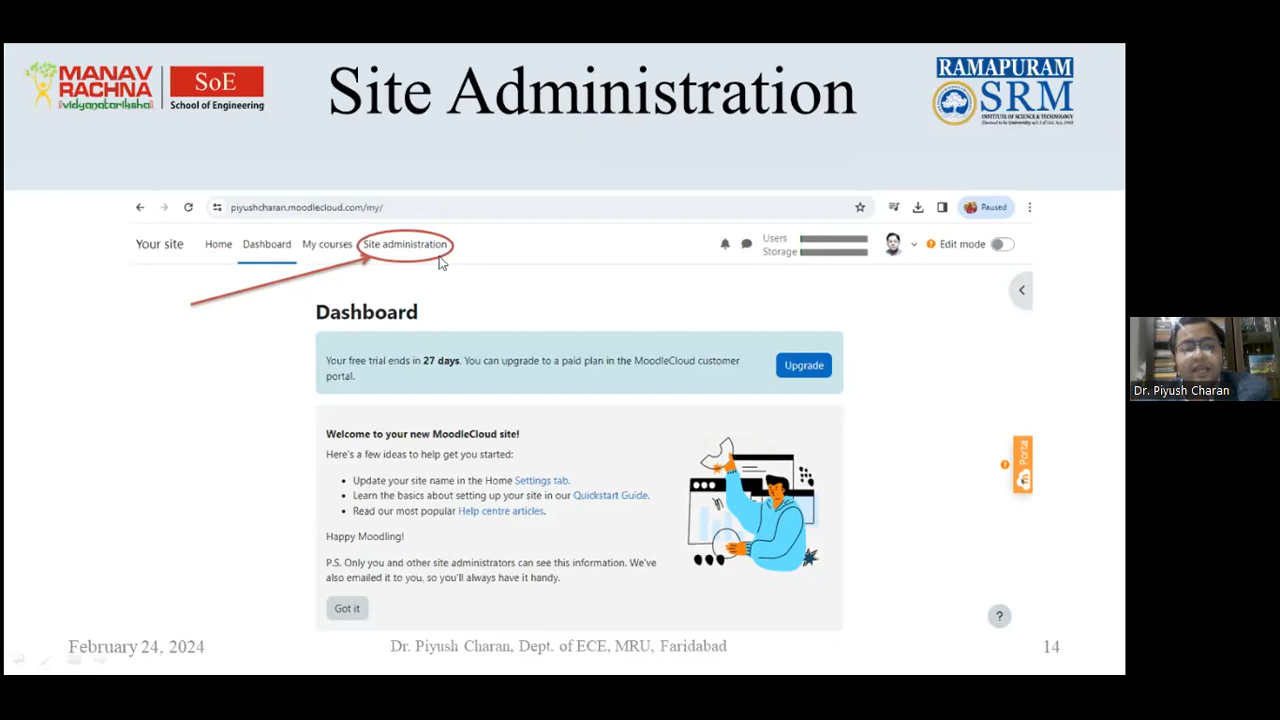 MANAV
RACHNA
vidyanatariksha
SoE
School of Engineering
Site Administration
RAMAPURAM
SRM
INSTITUTE OF SCIENCE & TECHNOLOGY
piyushcharan.moodlecloud.com/my/
Paused
Your site
Home
Dashboard
My courses
Site administration
Users
Storage
Edit mode
Dashboard
Your free trial ends in 27 days. You can upgrade to a paid plan in the MoodleCloud customer
portal.
Upgrade
Welcome to your new MoodleCloud site!
Here's a few ideas to help get you started:
• Update your site name in the Home Settings tab.
• Learn the basics about setting up your site in our Quickstart Guide.
• Read our most popular Help centre articles.
Happy Moodling!
P.S. Only you and other site administrators can see this information. We've
also emailed it to you, so you'll always have it handy.
Got it
Portal
?
February 24, 2024
Dr. Piyush Charan, Dept. of ECE, MRU, Faridabad
14
Dr. Piyush Charan